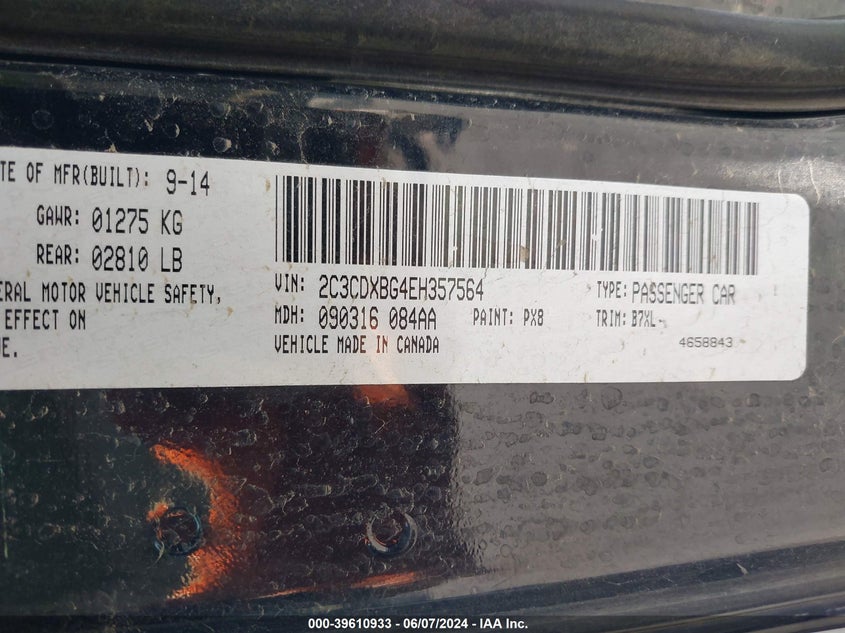 TE OF MFR(BUILT): 9-14
GAWR: 01275 KG
REAR: 02810 LB
ERAL MOTOR VEHICLE SAFETY,
EFFECT ON
E.
VIN: 2C3CDXBG4EH357564 TYPE: PASSENGER CAR
MDH: 090316 084AA PAINT: PX8 TRIM: B7XL-
VEHICLE MADE IN CANADA 4658843
000-39610933 - 06/07/2024 - IAA Inc.